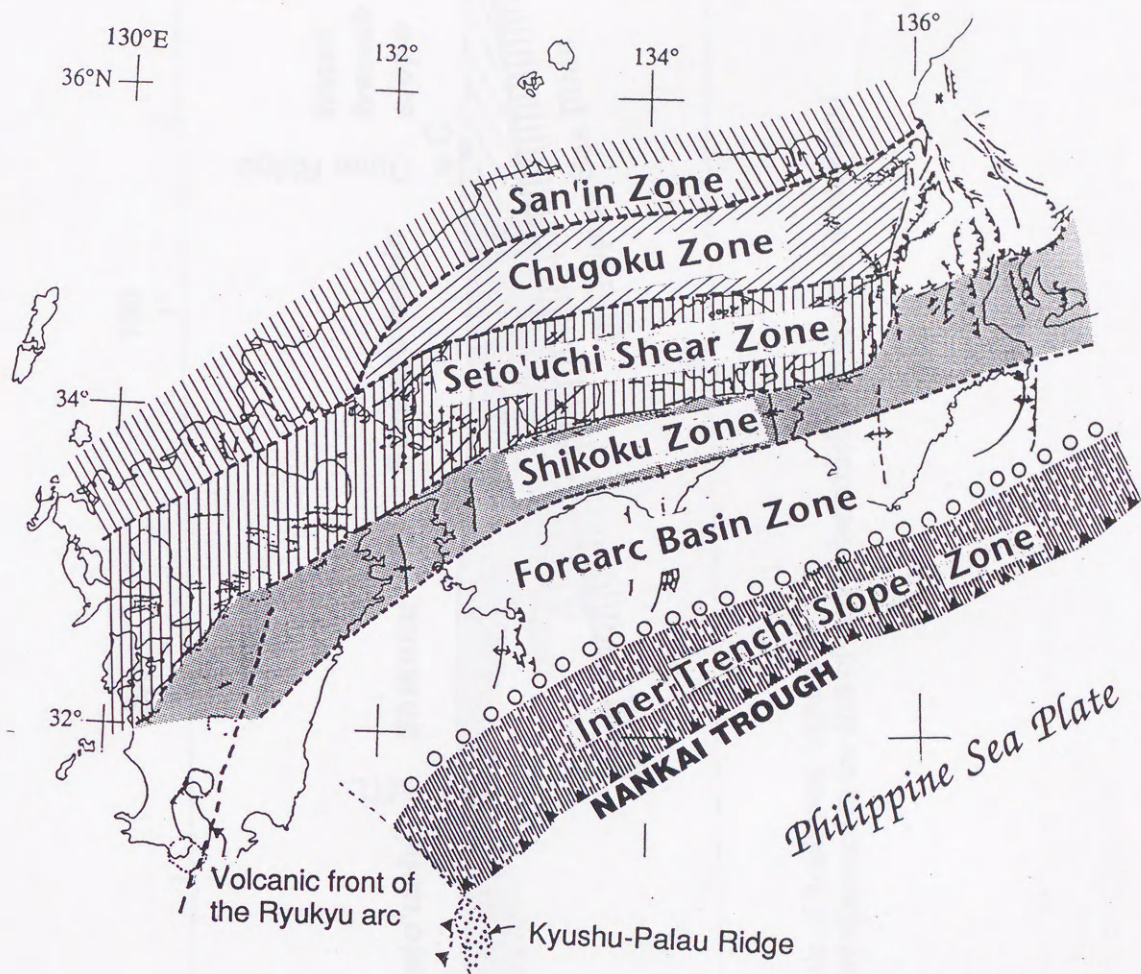 130°E
132°
134°
136°
36°N
San'in Zone
Chugoku Zone
Seto'uchi Shear Zone
34°
Shikoku Zone
Forearc Basin Zone
Inner Trench Slope Zone
32°
NANKAI TROUGH
Philippine Sea Plate
Volcanic front of
the Ryukyu arc
Kyushu-Palau Ridge